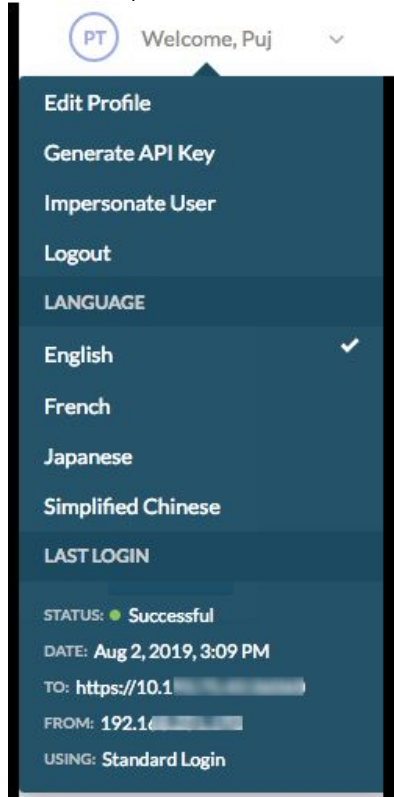 PT Welcome, Puj
Edit Profile
Generate API Key
Impersonate User
Logout
LANGUAGE
English
French
Japanese
Simplified Chinese
LAST LOGIN
STATUS: Successful
DATE: Aug 2, 2019, 3:09 PM
TO: https://10.1
FROM: 192.1
USING: Standard Login